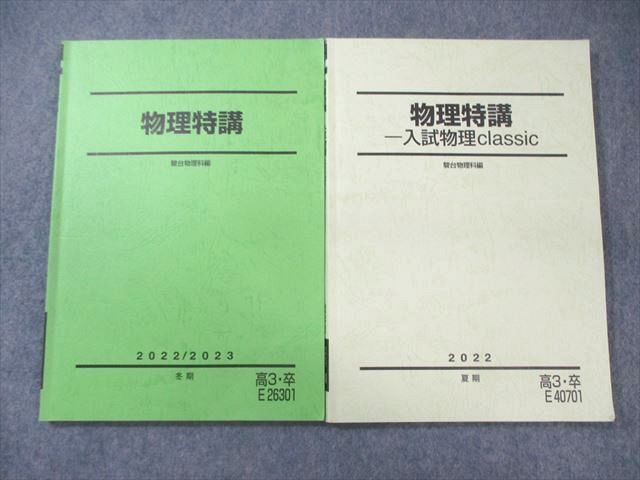 物理特講
駿台物理科編
2022/2023
冬期
高3・卒
E 26301
物理特講
―入試物理classic
駿台物理科編
2022
夏期
高3・卒
E 40701